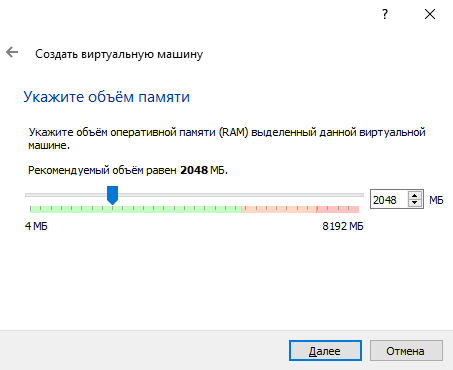 ?
Создать виртуальную машину
Укажите объём памяти
Укажите объём оперативной памяти (RAM) выделенный данной виртуальной
машине.
Рекомендуемый объём равен 2048 МБ.
2048 МБ
4 МБ 8192 МБ
Далее Отмена